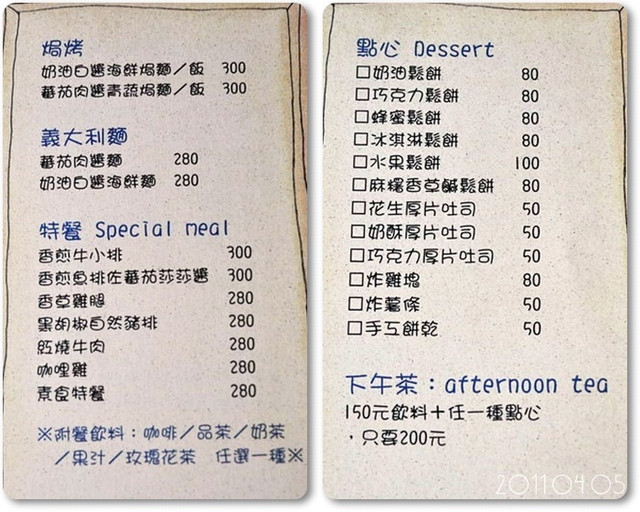 焗烤
奶油白醬海鮮焗麵／飯 300
蕃茄肉醬青蔬焗麵／飯 300
義大利麵
蕃茄肉醬麵 280
奶油白醬海鮮麵 280
特餐 Special meal
香煎牛小排 300
香煎魚排佐蕃茄莎莎醬 300
香草雞腿 280
黑胡椒自然豬排 280
紅燒牛肉 280
咖哩雞 280
素食特餐 280
※附餐飲料：咖啡／品茶／奶茶
／果汁／玫瑰花茶 任選一種※
點心 Dessert
□奶油鬆餅 80
□巧克力鬆餅 80
□蜂蜜鬆餅 80
□冰淇淋鬆餅 80
□水果鬆餅 100
□麻糬香草鹹鬆餅 80
□花生厚片吐司 50
□奶酥厚片吐司 50
□巧克力厚片吐司 50
□炸雞塊 80
□炸薯條 50
□手工餅乾 50
下午茶：afternoon tea
150元飲料＋任一種點心
，只要200元
2011.04.05